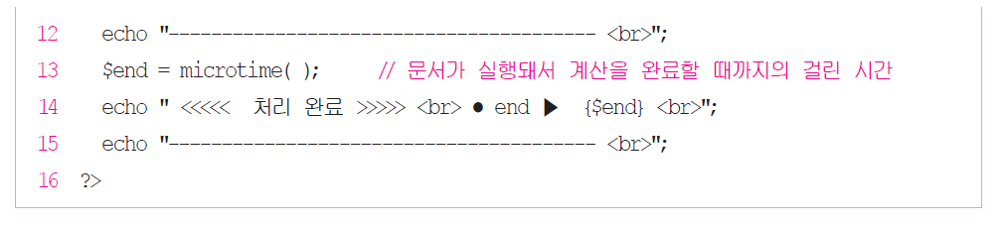 12 echo "---------------------------------------- <br>";
13 $end = microtime( ); // 문서가 실행돼서 계산을 완료할 때까지의 걸린 시간
14 echo " <<<<< 처리 완료 >>>>> <br> ● end ▶ {$end} <br>";
15 echo "---------------------------------------- <br>";
16 ?>